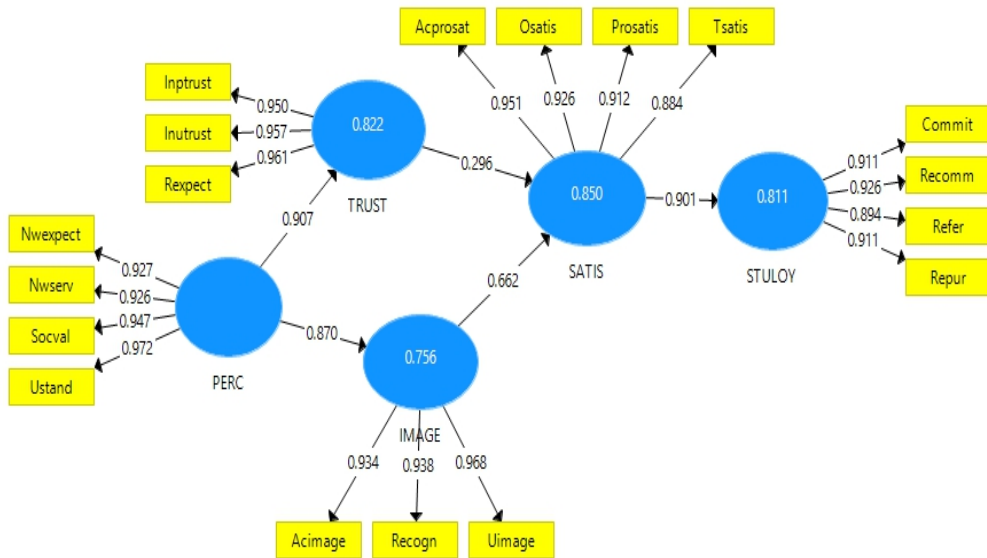 Acprosat Osatis Prosatis Tsatis
Inptrust
0.950
Inutrust
0.957
Rexpect
0.961
0.822
TRUST
0.951 0.926 0.912 0.884
0.296
0.850
SATIS
0.901
0.811
STULOY
Commit
0.911
Recomm
0.926
Refer
0.894
Repur
0.911
Nwexpect
0.927
Nwserv
0.926
Socval
0.947
Ustand
0.972
PERC
0.907
0.870
0.662
0.756
IMAGE
0.934 0.938 0.968
Acimage Recogn Uimage